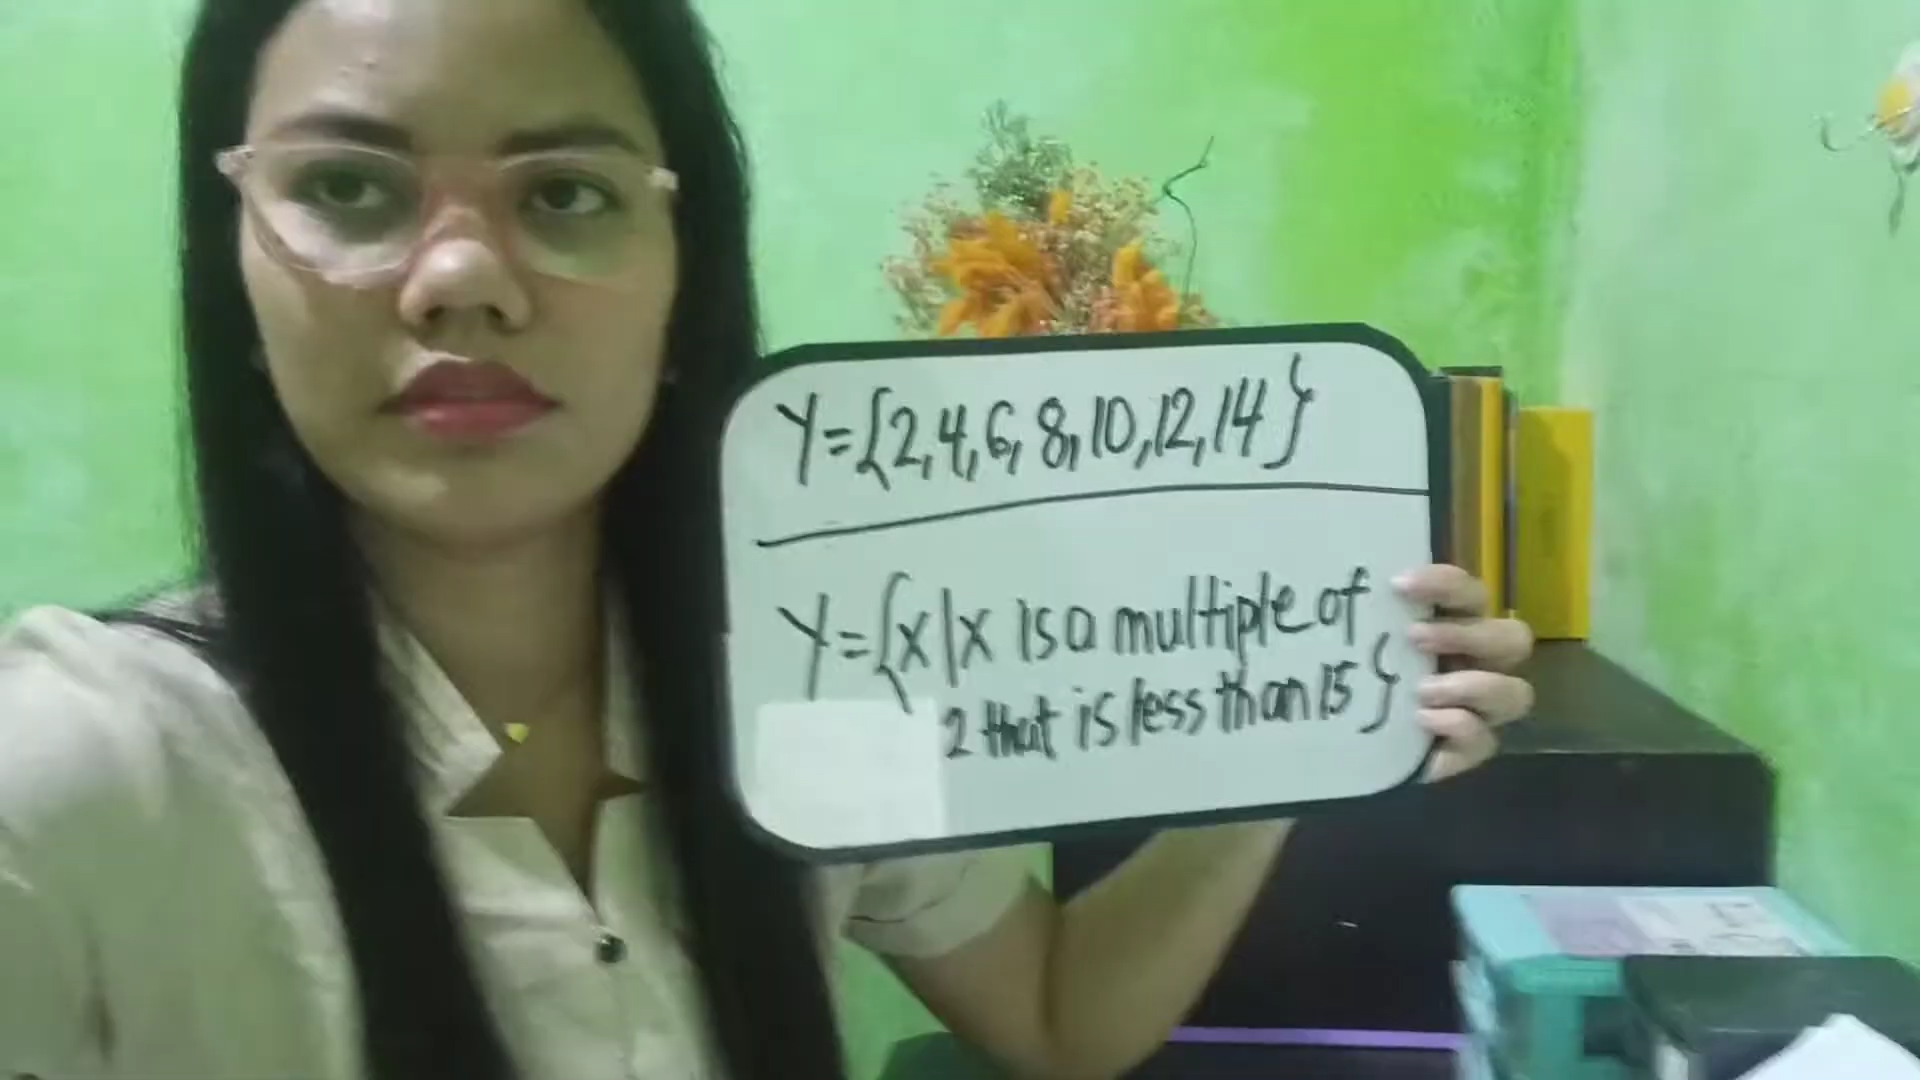 Y={2,4,6,8,10,12,14}
Y={x|x is a multiple of
2 that is less than 15}